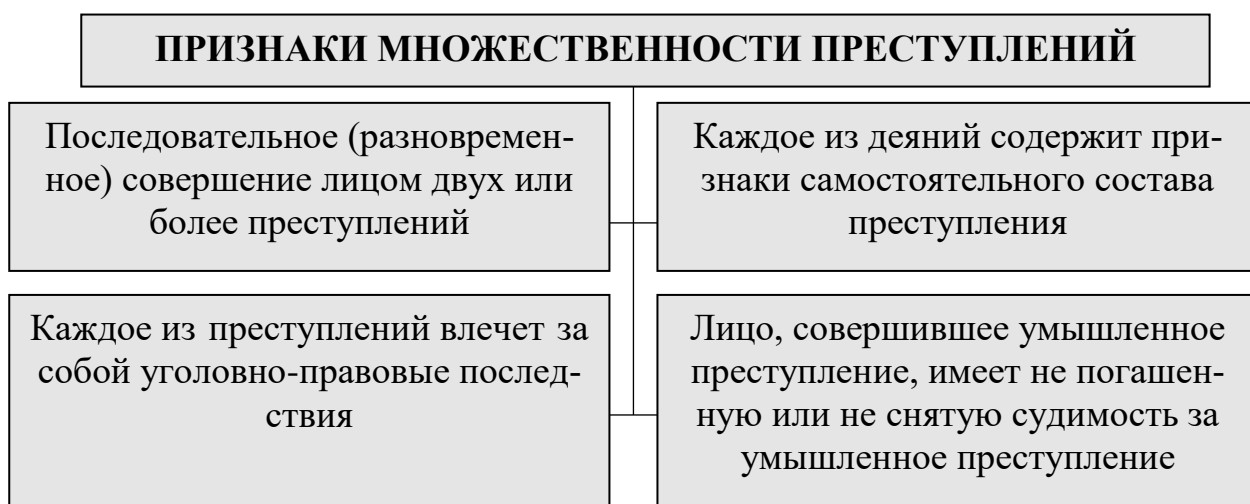 ПРИЗНАКИ МНОЖЕСТВЕННОСТИ ПРЕСТУПЛЕНИЙ
Последовательное (разновремен-
ное) совершение лицом двух или
более преступлений
Каждое из деяний содержит при-
знаки самостоятельного состава
преступления
Каждое из преступлений влечет за
собой уголовно-правовые послед-
ствия
Лицо, совершившее умышленное
преступление, имеет не погашен-
ную или не снятую судимость за
умышленное преступление